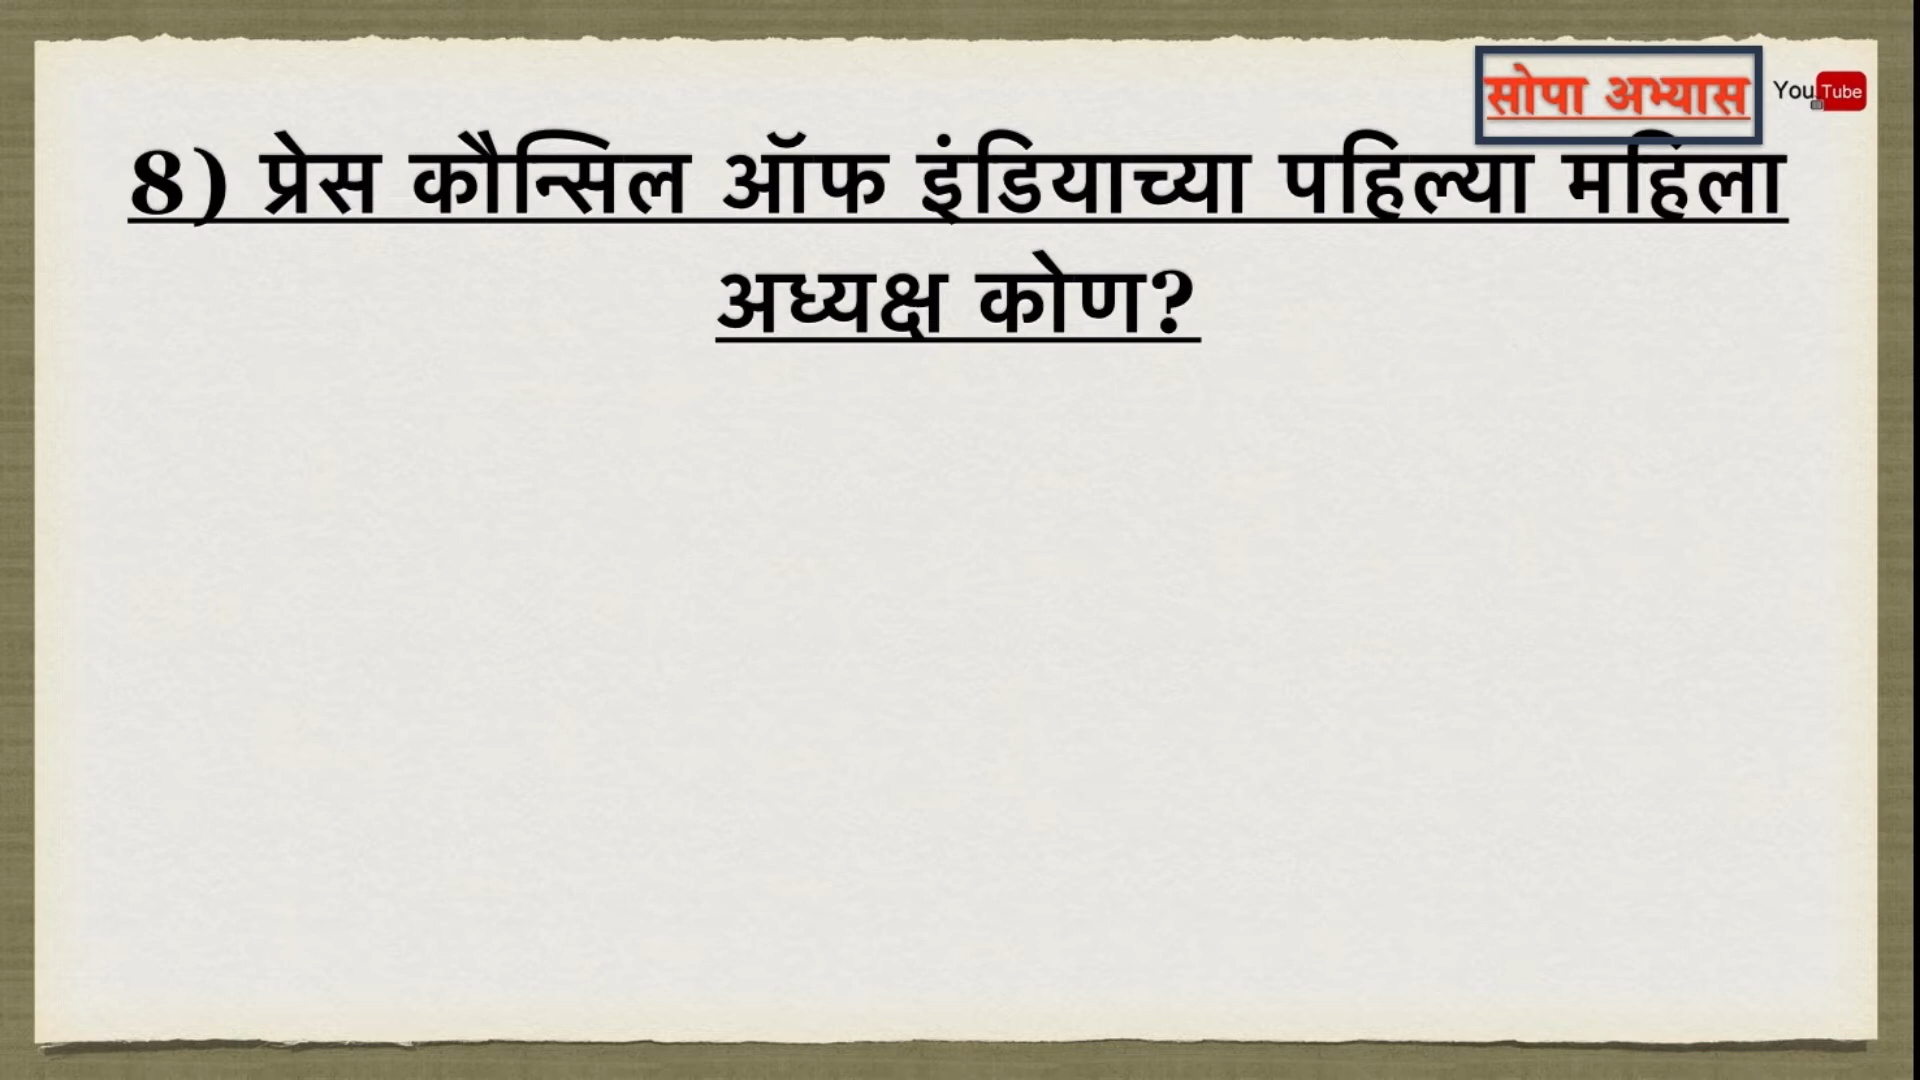 सोपा अभ्यास
YouTube
8) प्रेस कौन्सिल ऑफ इंडियाच्या पहिल्या महिला
अध्यक्ष कोण?